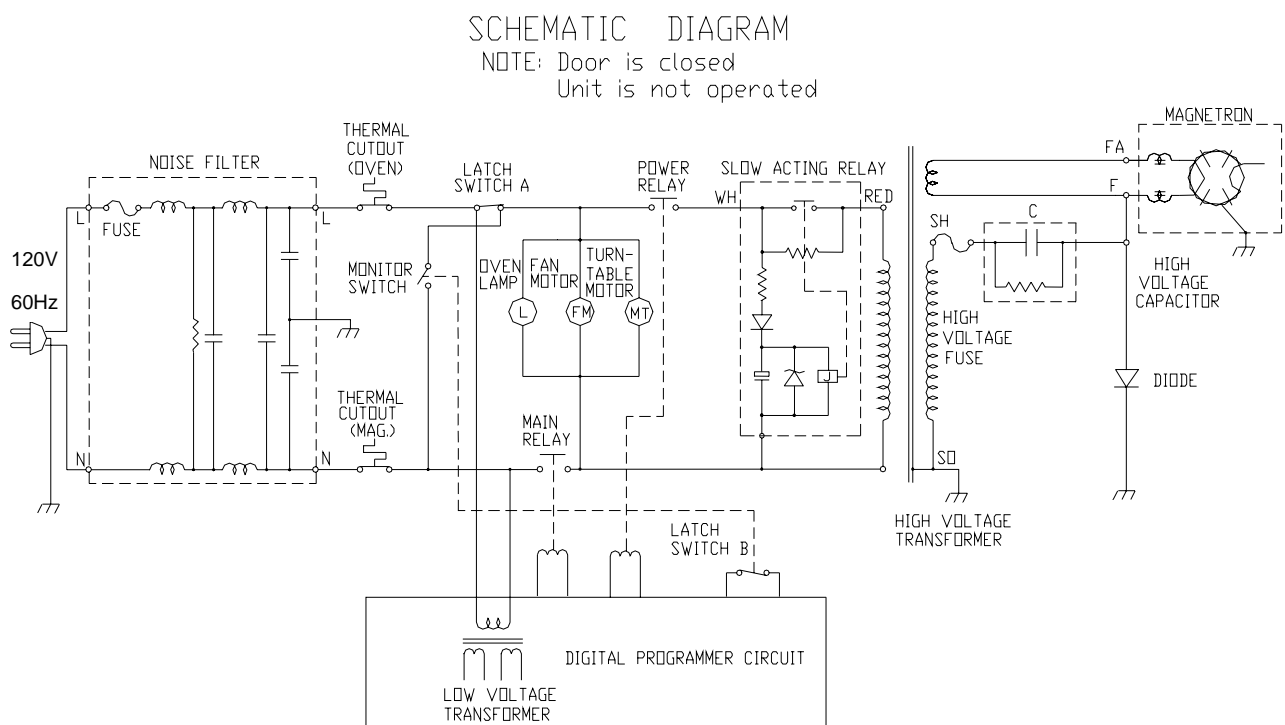 SCHEMATIC DIAGRAM
NOTE: Door is closed
Unit is not operated
MAGNETRON
THERMAL
CUTOUT
(OVEN)
NOISE FILTER
LATCH
SWITCH A
POWER
RELAY
SLOW ACTING RELAY
FA
F
WH
RED
L
FUSE
L
SH
C
120V
60Hz
MONITOR
SWITCH
OVEN
LAMP
FAN
MOTOR
TURN-
TABLE
MOTOR
L
FM
MT
HIGH
VOLTAGE
CAPACITOR
HIGH
VOLTAGE
FUSE
J
DIODE
THERMAL
CUTOUT
(MAG.)
MAIN
RELAY
N
N
SO
HIGH VOLTAGE
TRANSFORMER
LATCH
SWITCH B
DIGITAL PROGRAMMER CIRCUIT
LOW VOLTAGE
TRANSFORMER